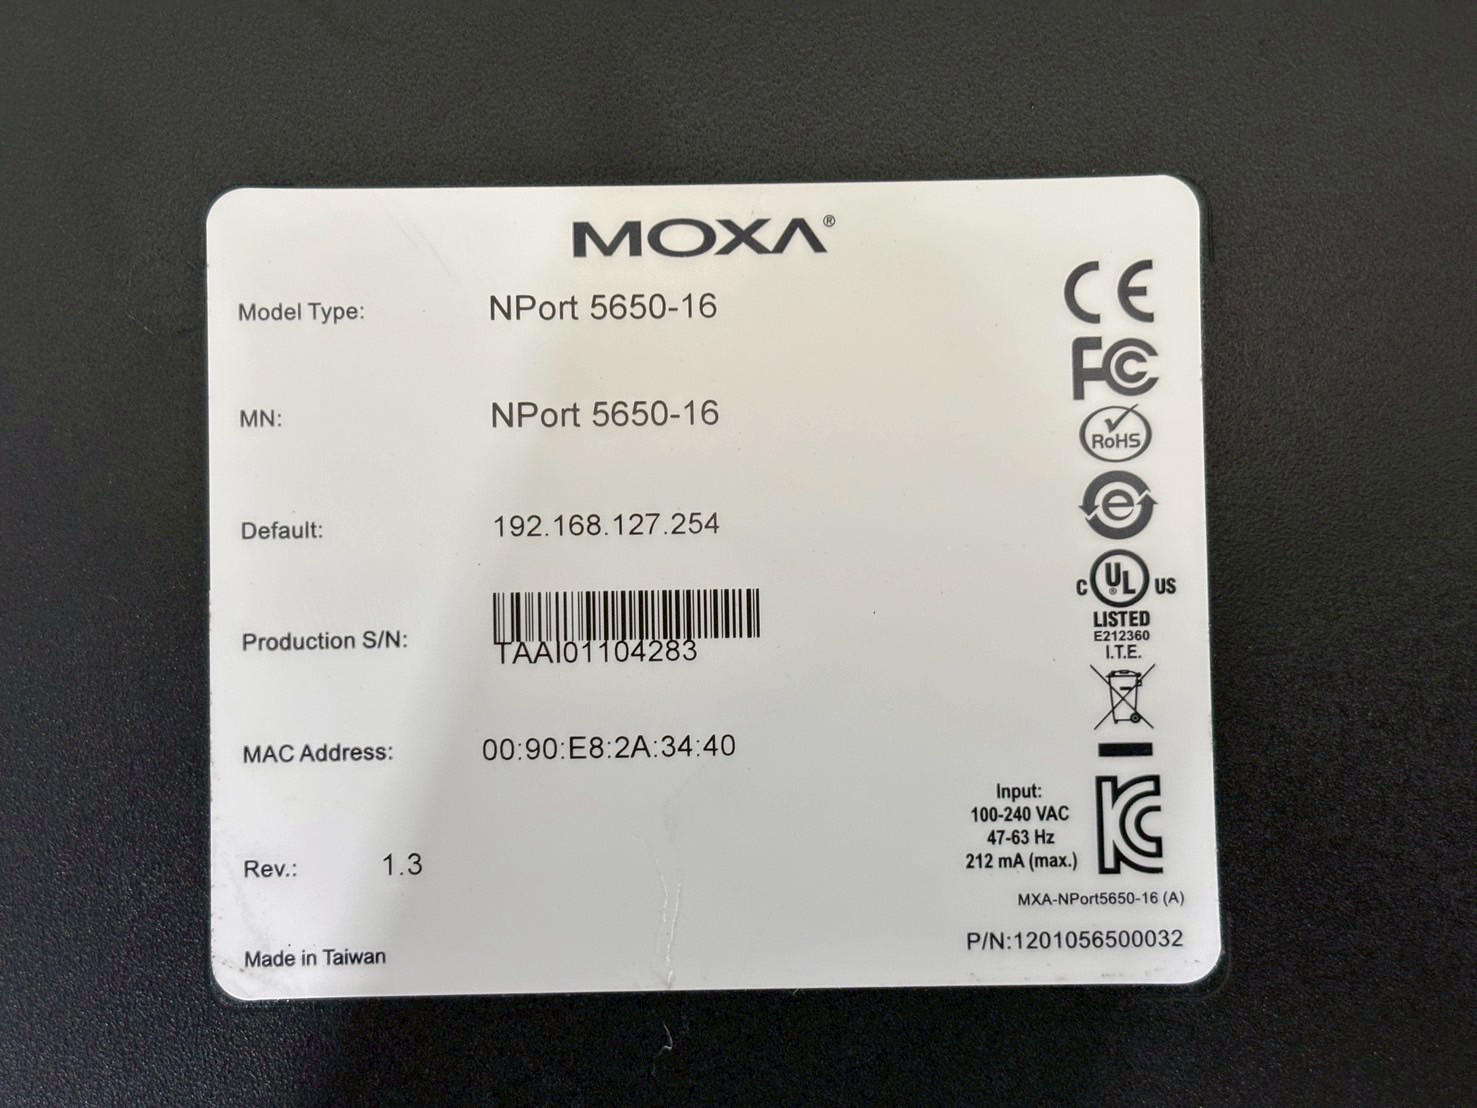 MOXA®
Model Type: NPort 5650-16
MN: NPort 5650-16
Default: 192.168.127.254
Production S/N: TAAI01104283
MAC Address: 00:90:E8:2A:34:40
Rev.: 1.3
Made in Taiwan
CE
FC
RoHS
e
C UL® US
LISTED
E212360
I.T.E.
Input:
100-240 VAC
47-63 Hz
212 mA (max.)
KC
MXA-NPort5650-16 (A)
P/N:1201056500032